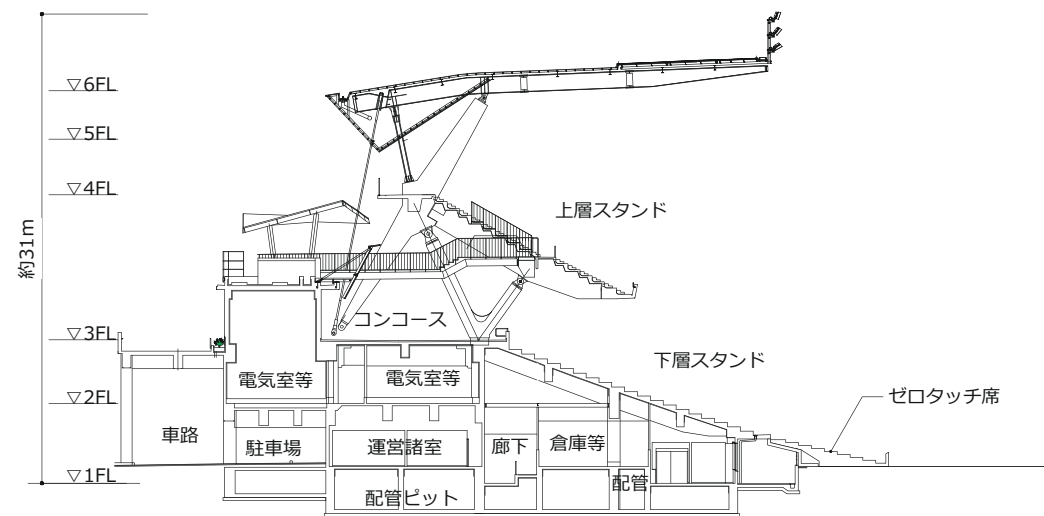 ▽6FL
▽5FL
▽4FL
上層スタンド
約31m
コンコース
▽3FL
下層スタンド
電気室等
電気室等
▽2FL
ゼロタッチ席
車路
駐車場
運営諸室
廊下
倉庫等
▽1FL
配管ピット
配管